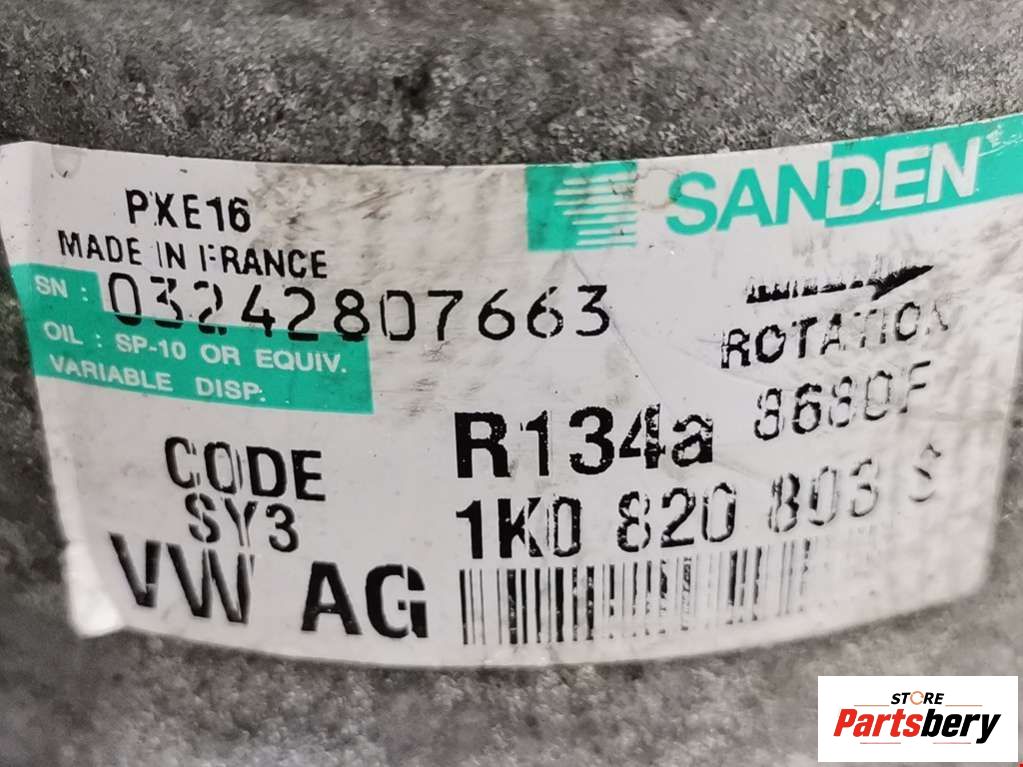 SANDEN
PXE16
MADE IN FRANCE
SN : 03242807663
OIL : SP-10 OR EQUIV.
VARIABLE DISP.
ROTATION
R134a 8680F
CODE
SY3
1K0 820 803 S
VW AG
STORE
Partsbery